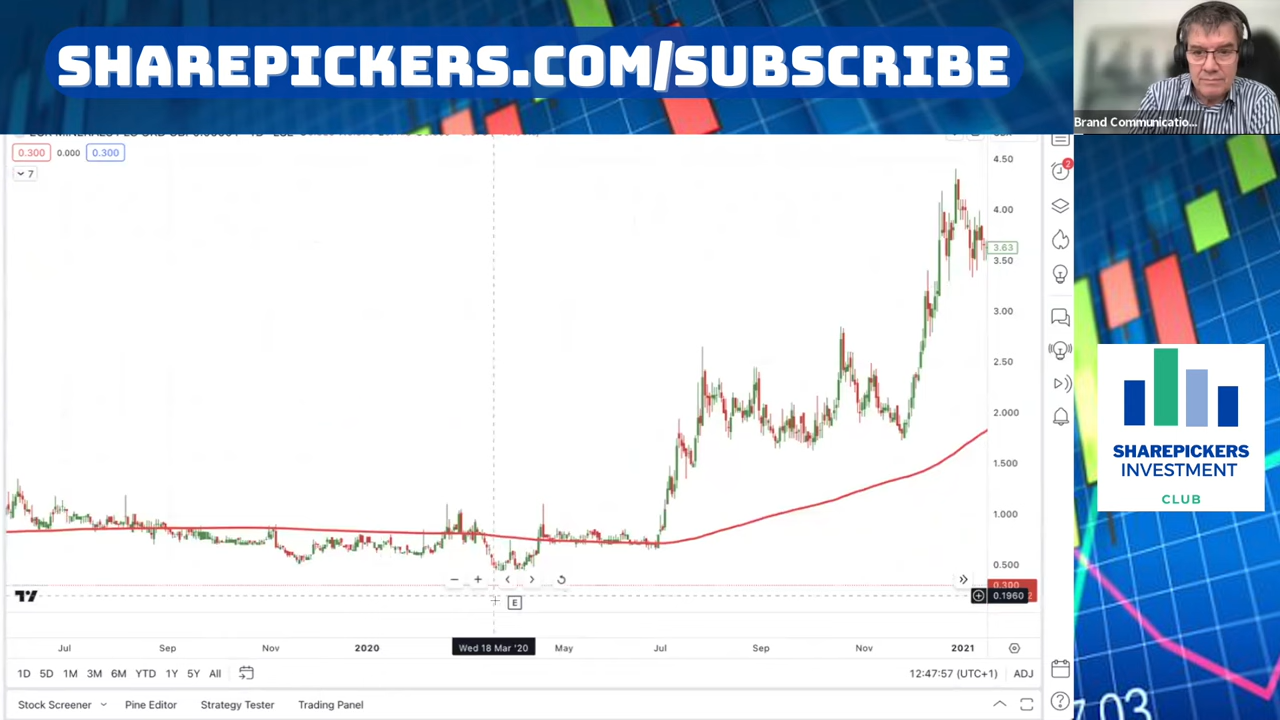 SHAREPICKERS.COM/SUBSCRIBE
Brand Communicatio...
0.300 0.000 0.300
7
2
4.50
4.00
3.63
3.50
3.00
2.50
2.000
1.500
1.000
0.500
0.300
0.1960
E
Jul Sep Nov 2020 Wed 18 Mar '20 May Jul Sep Nov 2021
1D 5D 1M 3M 6M YTD 1Y 5Y All
12:47:57 (UTC+1) ADJ
Stock Screener Pine Editor Strategy Tester Trading Panel
SHAREPICKERS
INVESTMENT
CLUB